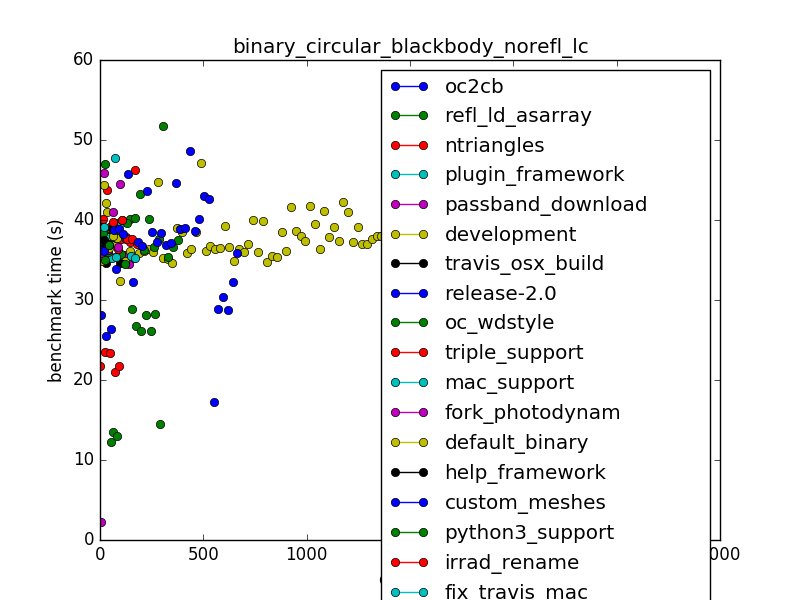 binary_circular_blackbody_norefl_lc
60
50
40
30
20
10
0
benchmark time (s)
0
500
1000
000
oc2cb
refl_ld_asarray
ntriangles
plugin_framework
passband_download
development
travis_osx_build
release-2.0
oc_wdstyle
triple_support
mac_support
fork_photodynam
default_binary
help_framework
custom_meshes
python3_support
irrad_rename
fix_travis_mac